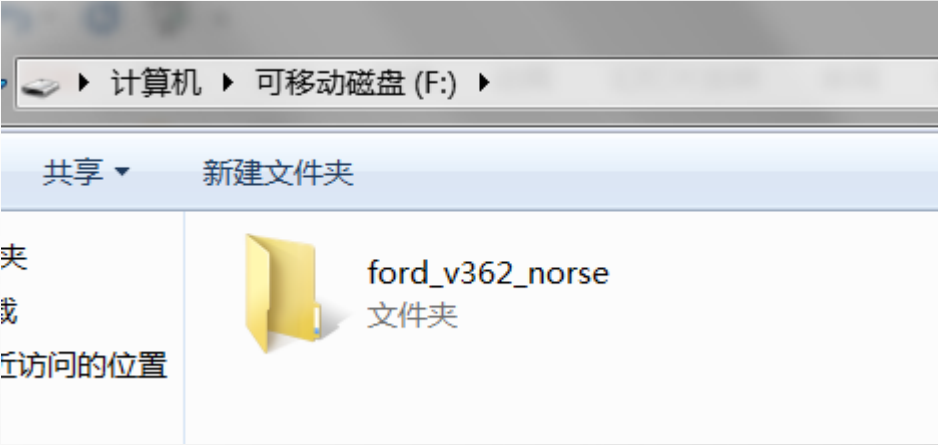 计算机 可移动磁盘 (F:)
共享 新建文件夹
ford_v362_norse
文件夹
夹
载
近访问的位置